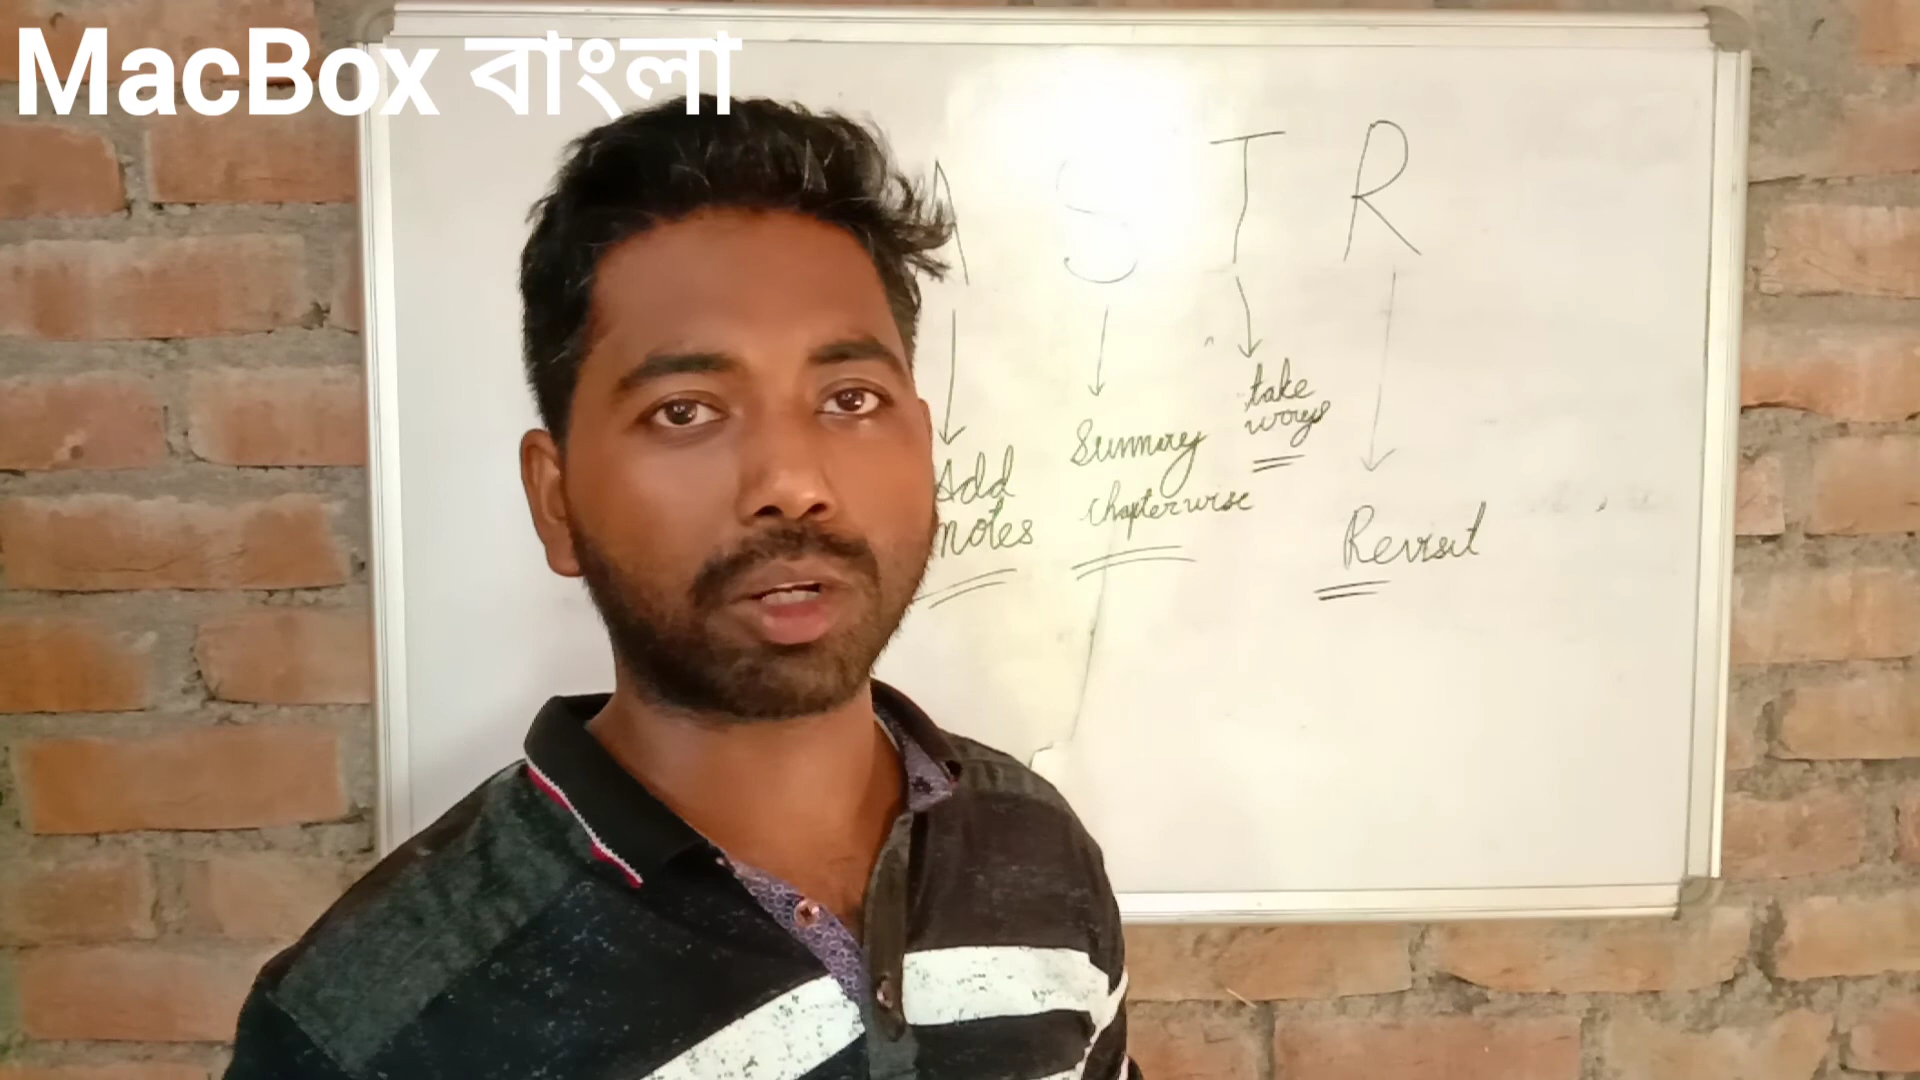 MacBox বাংলা
A S T R
Add
notes
Summary
chapterwise
take
ways
Revisit